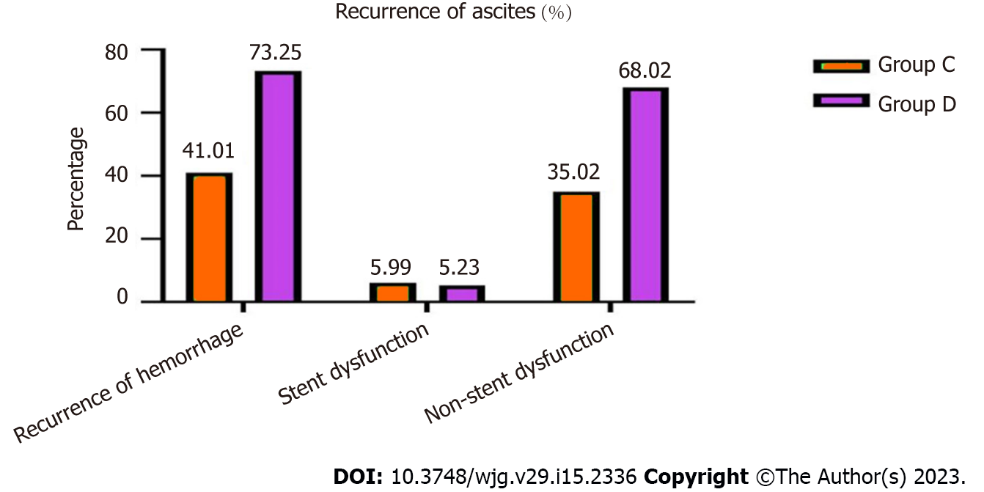 Recurrence of ascites (%)
Group C
Group D
Percentage
80
60
40
20
0
41.01
73.25
5.99
5.23
35.02
68.02
Recurrence of hemorrhage
Stent dysfunction
Non-stent dysfunction
DOI: 10.3748/wjg.v29.i15.2336 Copyright ©The Author(s) 2023.